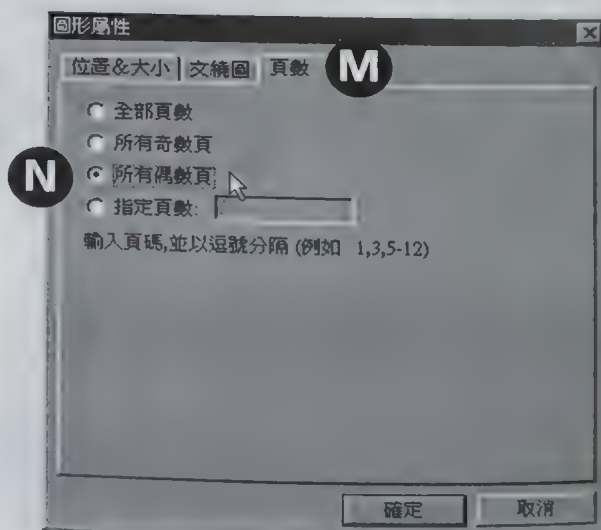 圖形屬性
位置&大小 文繞圖 頁數 M
全部頁數
所有奇數頁
N 所有偶數頁
指定頁數:
輸入頁碼,並以逗號分隔 (例如 1,3,5-12)
確定 取消